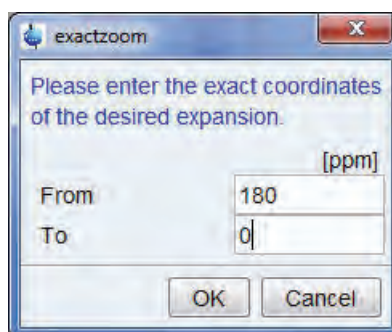 exactzoom
Please enter the exact coordinates
of the desired expansion.
[ppm]
From 180
To 0
OK Cancel